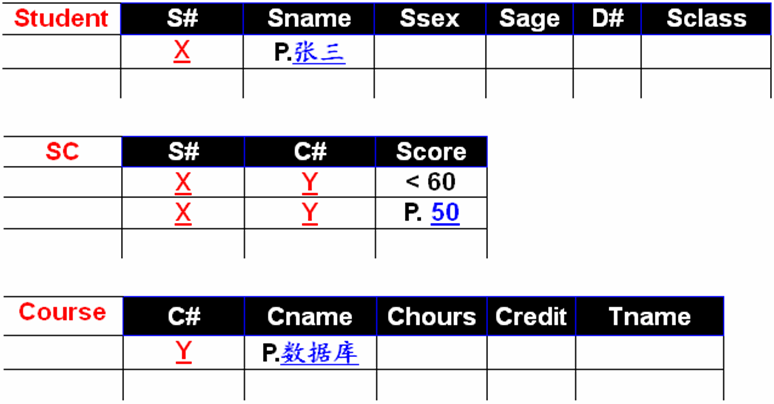 Student S# Sname Ssex Sage D# Sclass
X P.张三
SC S# C# Score
X Y < 60
X Y P. 50
Course C# Cname Chours Credit Tname
Y P.数据库